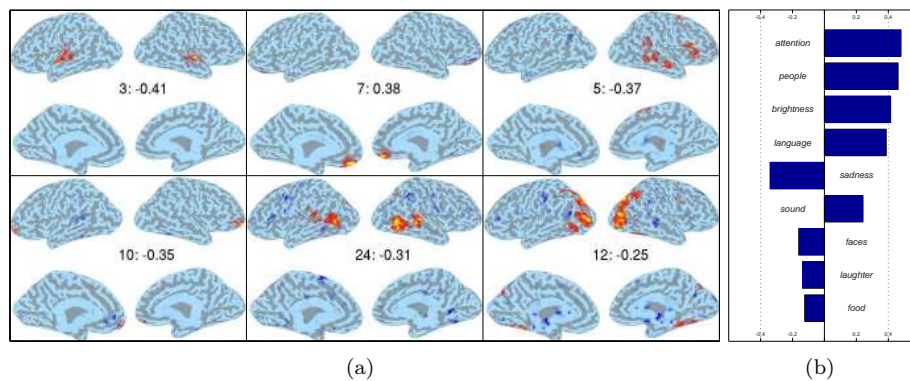 3: -0.41
7: 0.38
5: -0.37
10: -0.35
24: -0.31
12: -0.25
(a)
-0.4 -0.2 0.2 0.4
attention
people
brightness
language
sadness
sound
faces
laughter
food
-0.4 -0.2 0.2 0.4
(b)